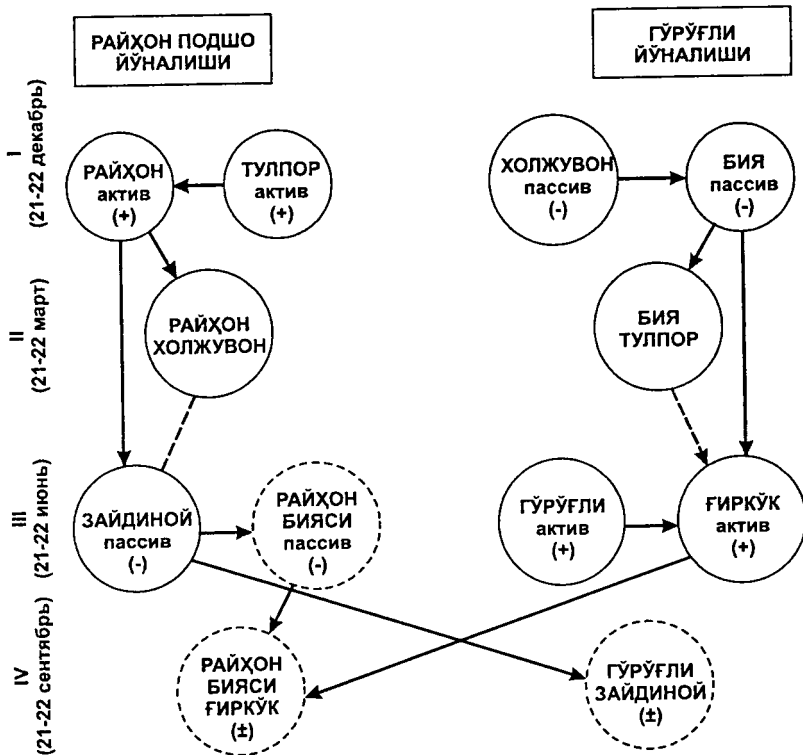 РАЙҲОН ПОДШО
ЙЎНАЛИШИ
ГЎРЎҒЛИ
ЙЎНАЛИШИ
I
(21-22 декабрь)
РАЙҲОН
актив
(+)
ТУЛПОР
актив
(+)
ХОЛЖУВОН
пассив
(-)
БИЯ
пассив
(-)
II
(21-22 март)
РАЙҲОН
ХОЛЖУВОН
БИЯ
ТУЛПОР
III
(21-22 июнь)
ЗАЙДИНОЙ
пассив
(-)
РАЙҲОН
БИЯСИ
пассив
(-)
ГЎРЎҒЛИ
актив
(+)
ҒИРКЎК
актив
(+)
IV
(21-22 сентябрь)
РАЙҲОН
БИЯСИ
ҒИРКЎК
(±)
ГЎРЎҒЛИ
ЗАЙДИНОЙ
(±)